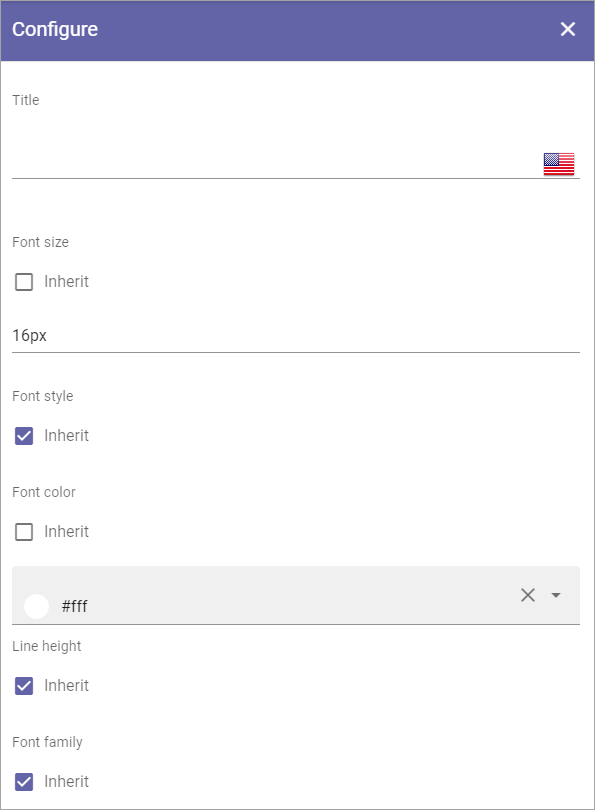 Configure
Title
Font size
Inherit
16px
Font style
Inherit
Font color
Inherit
#fff
Line height
Inherit
Font family
Inherit